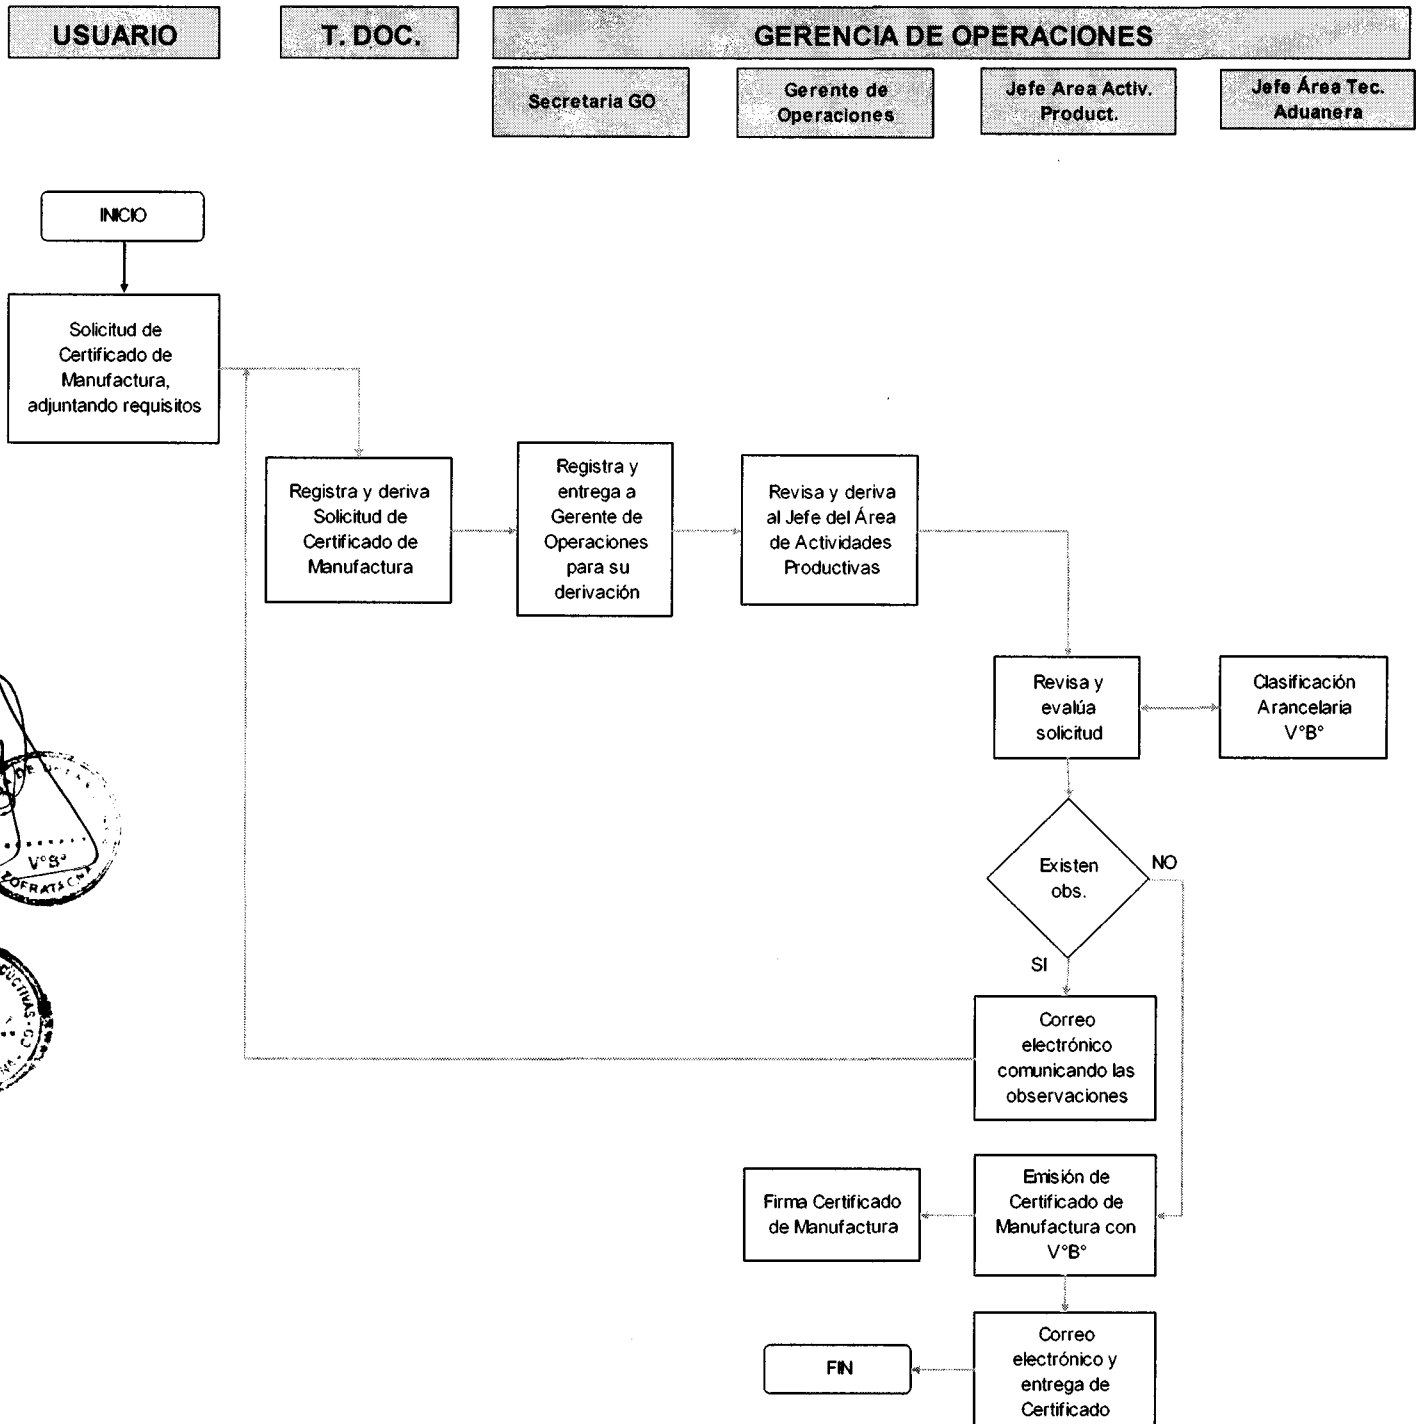 USUARIO
T. DOC.
GERENCIA DE OPERACIONES
Secretaria GO
Gerente de
Operaciones
Jefe Area Activ.
Product.
Jefe Área Tec.
Aduanera
INICIO
Solicitud de
Certificado de
Manufactura,
adjuntando requisitos
Registra y deriva
Solicitud de
Certificado de
Manufactura
Registra y
entrega a
Gerente de
Operaciones
para su
derivación
Revisa y deriva
al Jefe del Área
de Actividades
Productivas
Revisa y
evalúa
solicitud
Clasificación
Arancelaria
V°B°
Existen
obs.
NO
SI
Correo
electrónico
comunicando las
observaciones
Firma Certificado
de Manufactura
Emisión de
Certificado de
Manufactura con
V°B°
Correo
electrónico y
entrega de
Certificado
FIN
V°B°